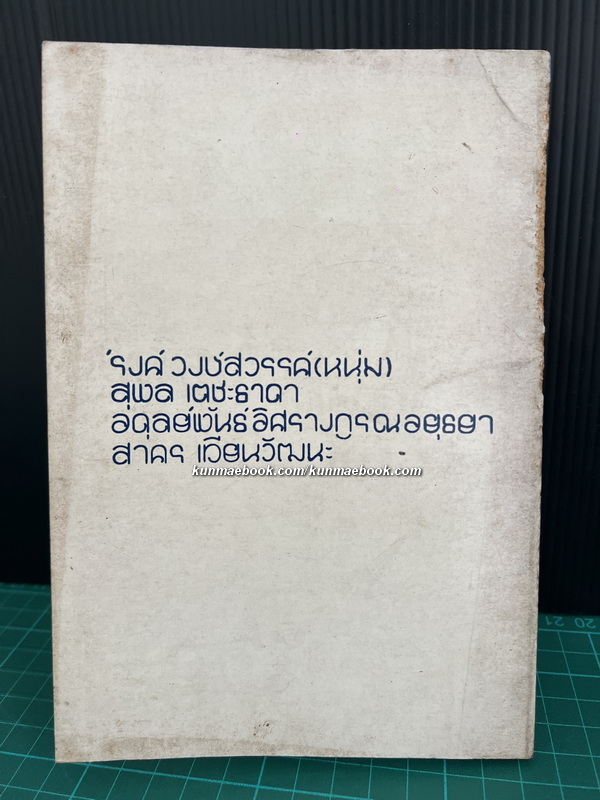 'รงค์ วงษ์สวรรค์(หนุ่ม)
สุพล เตชะธาดา
อดุลย์พันธ์อิศรางกูรณอยุธยา
สาคร เวียนวัฒนะ
kunmaebook.com/kunmaebook.com
20 21